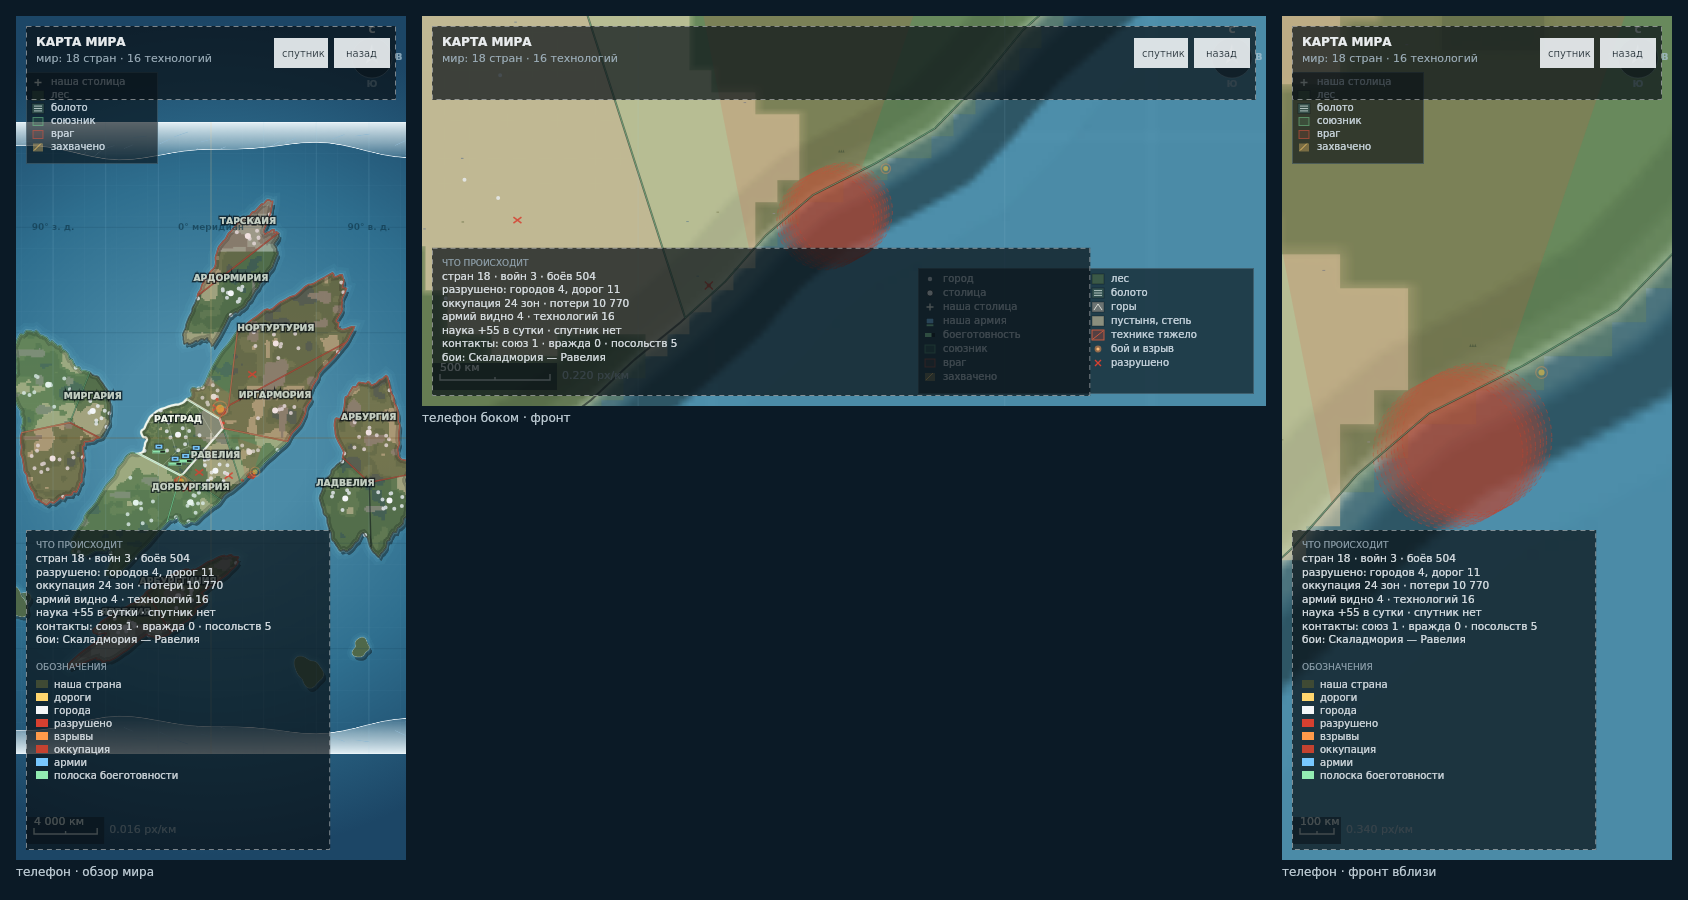 КАРТА МИРА
мир: 18 стран · 16 технологий
спутник
назад
С
В
Ю
наша столица
лес
болото
союзник
враг
захвачено
90° з. д.
0° меридиан
90° в. д.
ТАРСКАИЯ
АРДОРМИРИЯ
НОРТУРТУРИЯ
МИРГАРИЯ
ИРГАРМОРИЯ
РАТГРАД
АРБУРГИЯ
РАВЕЛИЯ
ДОРБУРГЯРИЯ
ЛАДВЕЛИЯ
ЧТО ПРОИСХОДИТ
стран 18 · войн 3 · боёв 504
разрушено: городов 4, дорог 11
оккупация 24 зон · потери 10 770
армий видно 4 · технологий 16
наука +55 в сутки · спутник нет
контакты: союз 1 · вражда 0 · посольств 5
бои: Скаладмория — Равелия
ОБОЗНАЧЕНИЯ
наша страна
дороги
города
разрушено
взрывы
оккупация
армии
полоска боеготовности
4 000 км
0.016 px/км
телефон · обзор мира
КАРТА МИРА
мир: 18 стран · 16 технологий
спутник
назад
С
В
Ю
ЧТО ПРОИСХОДИТ
стран 18 · войн 3 · боёв 504
разрушено: городов 4, дорог 11
оккупация 24 зон · потери 10 770
армий видно 4 · технологий 16
наука +55 в сутки · спутник нет
контакты: союз 1 · вражда 0 · посольств 5
бои: Скаладмория — Равелия
500 км
0.220 px/км
город
столица
наша столица
наша армия
боеготовность
союзник
враг
захвачено
лес
болото
горы
пустыня, степь
технике тяжело
бой и взрыв
разрушено
телефон боком · фронт
КАРТА МИРА
мир: 18 стран · 16 технологий
спутник
назад
С
В
Ю
наша столица
лес
болото
союзник
враг
захвачено
ЧТО ПРОИСХОДИТ
стран 18 · войн 3 · боёв 504
разрушено: городов 4, дорог 11
оккупация 24 зон · потери 10 770
армий видно 4 · технологий 16
наука +55 в сутки · спутник нет
контакты: союз 1 · вражда 0 · посольств 5
бои: Скаладмория — Равелия
ОБОЗНАЧЕНИЯ
наша страна
дороги
города
разрушено
взрывы
оккупация
армии
полоска боеготовности
100 км
0.340 px/км
телефон · фронт вблизи